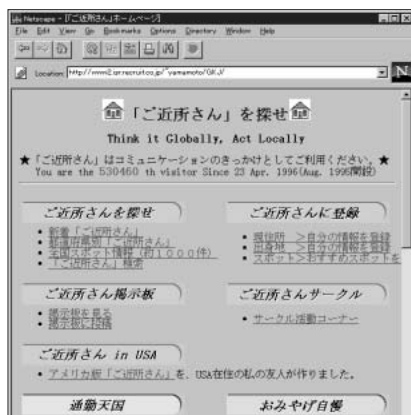 Netscape - [「ご近所さん」ホームページ]
File Edit View Go Bookmarks Options Directory Window Help
Location: http://www2.isr.recruit.co.jp/~yamamoto/GKJ/
N
「ご近所さん」を探せ
Think it Globally, Act Locally
★「ご近所さん」はコミュニケーションのきっかけとしてご利用ください。★
You are the 530460 th visitor Since 23 Apr. 1996(Aug. 1995開設)
ご近所さんを探せ
• 新着「ご近所さん」
• 都道府県別「ご近所さん」
• 全国スポット情報(約1000件)
• 「ご近所さん」検索
ご近所さんに登録
• 現住所 >自分の情報を登録
• 出身地 >自分の情報を登録
• スポット>おすすめスポットを
ご近所さん掲示板
• 掲示板を見る
• 掲示板に投稿
ご近所さんサークル
• サークル活動コーナー
ご近所さん in USA
• アメリカ版「ご近所さん」を、USA在住の私の友人が作りました。
通勤天国
おみやげ自慢